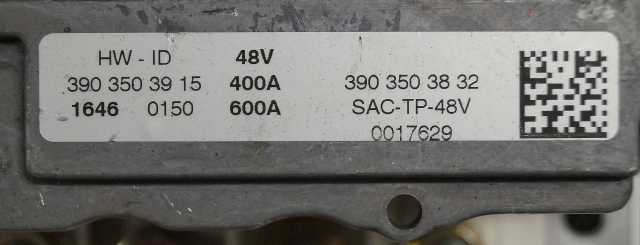 HW - ID 48V
390 350 39 15 400A 390 350 38 32
1646 0150 600A SAC-TP-48V
0017629